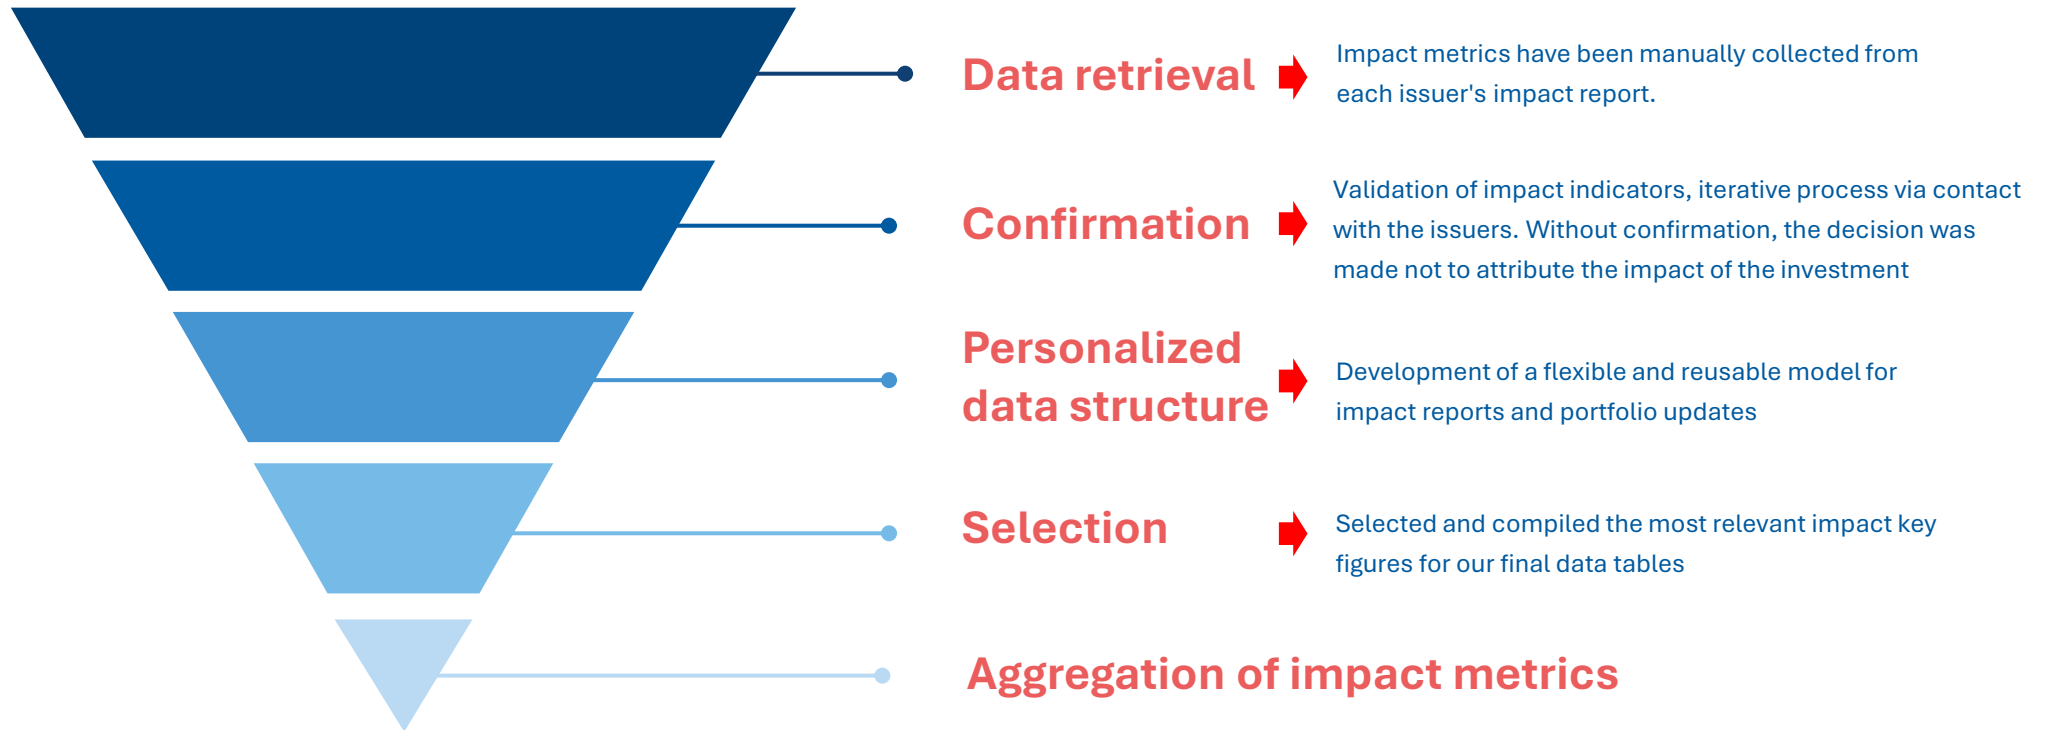 Data retrieval
Impact metrics have been manually collected from
each issuer's impact report.
Confirmation
Validation of impact indicators, iterative process via contact
with the issuers. Without confirmation, the decision was
made not to attribute the impact of the investment
Personalized
data structure
Development of a flexible and reusable model for
impact reports and portfolio updates
Selection
Selected and compiled the most relevant impact key
figures for our final data tables
Aggregation of impact metrics